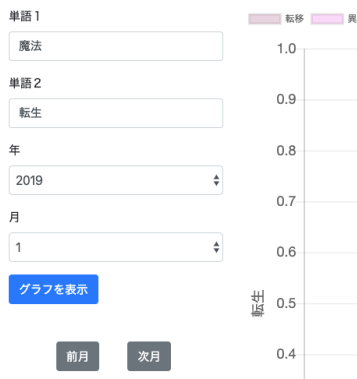 単語1
魔法
単語2
転生
年
2019
月
1
グラフを表示
前月 次月
転移 異
1.0
0.9
0.8
0.7
0.6
0.5
0.4
転生